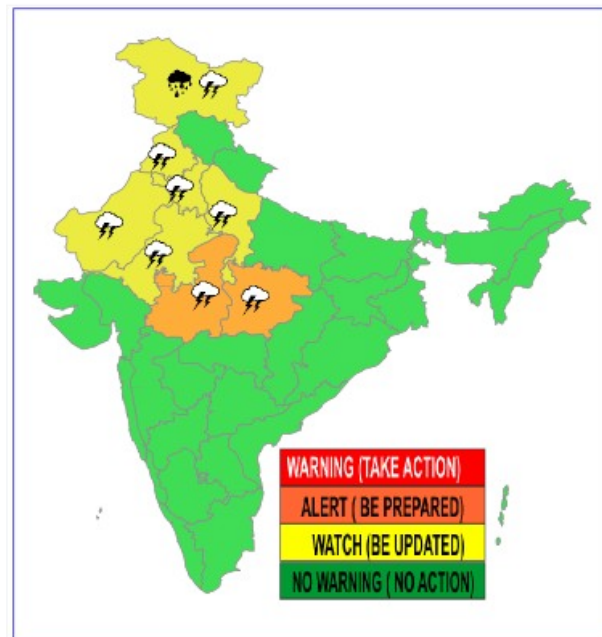 WARNING (TAKE ACTION)
ALERT ( BE PREPARED)
WATCH (BE UPDATED)
NO WARNING ( NO ACTION)